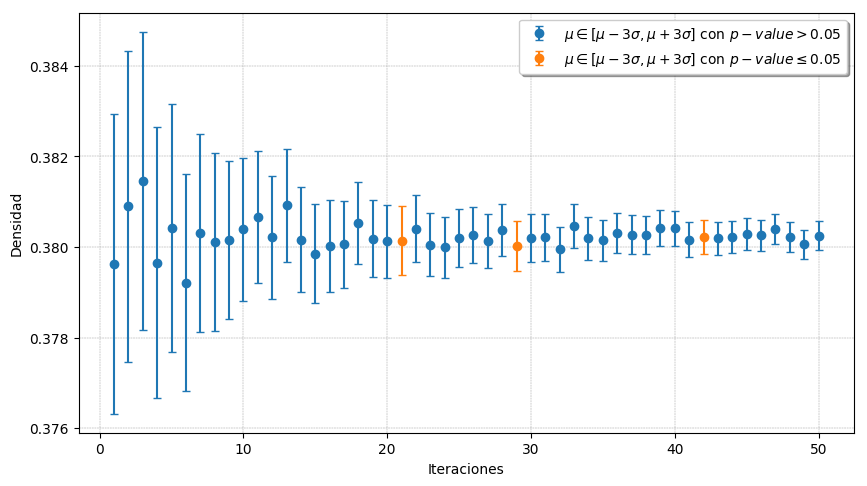 μ ∈ [μ − 3σ, μ + 3σ] con p − value > 0.05
μ ∈ [μ − 3σ, μ + 3σ] con p − value ≤ 0.05
0.384
0.382
0.380
0.378
0.376
Densidad
0 10 20 30 40 50
Iteraciones